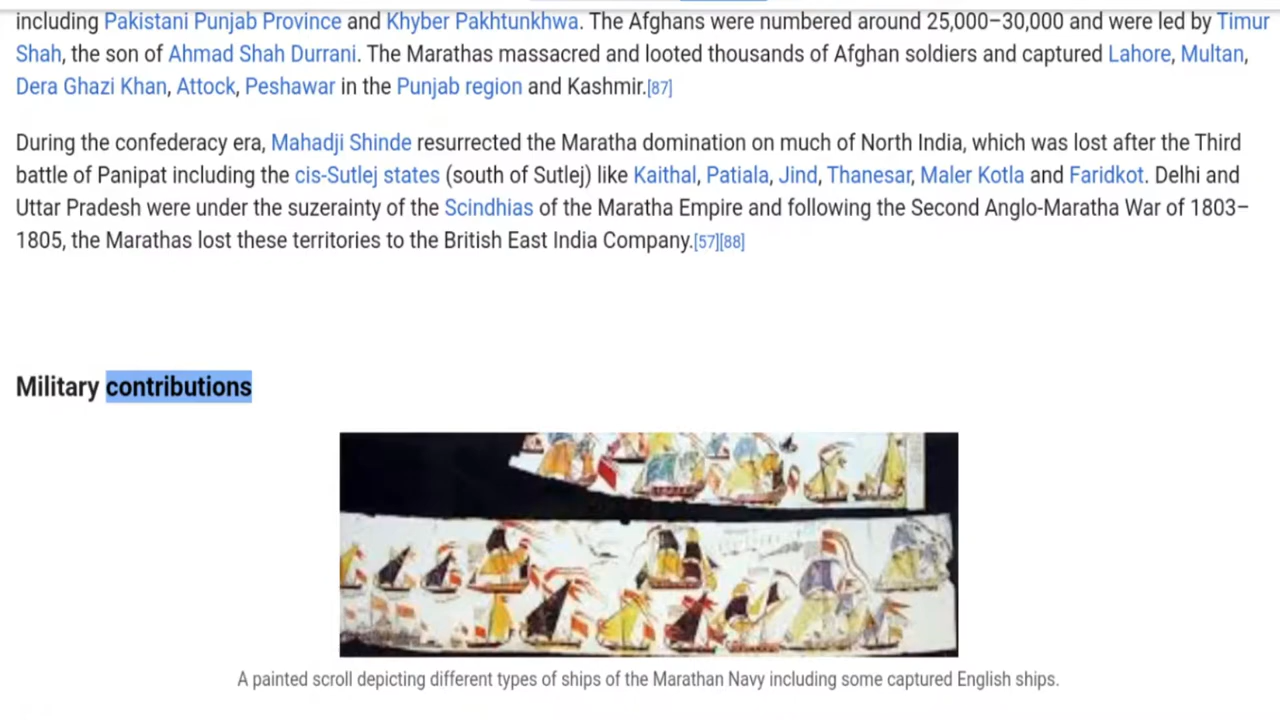 including Pakistani Punjab Province and Khyber Pakhtunkhwa. The Afghans were numbered around 25,000–30,000 and were led by Timur
Shah, the son of Ahmad Shah Durrani. The Marathas massacred and looted thousands of Afghan soldiers and captured Lahore, Multan,
Dera Ghazi Khan, Attock, Peshawar in the Punjab region and Kashmir.[87]
During the confederacy era, Mahadji Shinde resurrected the Maratha domination on much of North India, which was lost after the Third
battle of Panipat including the cis-Sutlej states (south of Sutlej) like Kaithal, Patiala, Jind, Thanesar, Maler Kotla and Faridkot. Delhi and
Uttar Pradesh were under the suzerainty of the Scindhias of the Maratha Empire and following the Second Anglo-Maratha War of 1803–
1805, the Marathas lost these territories to the British East India Company.[57][88]
Military contributions
A painted scroll depicting different types of ships of the Marathan Navy including some captured English ships.